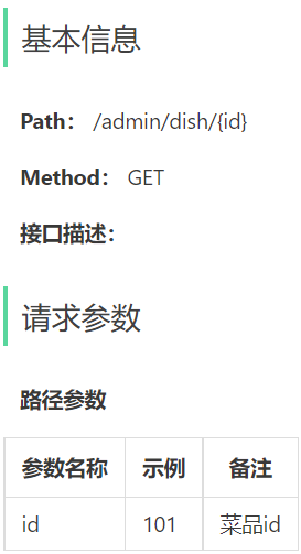 基本信息
Path： /admin/dish/{id}
Method： GET
接口描述：
请求参数
路径参数
参数名称 示例 备注
id 101 菜品id